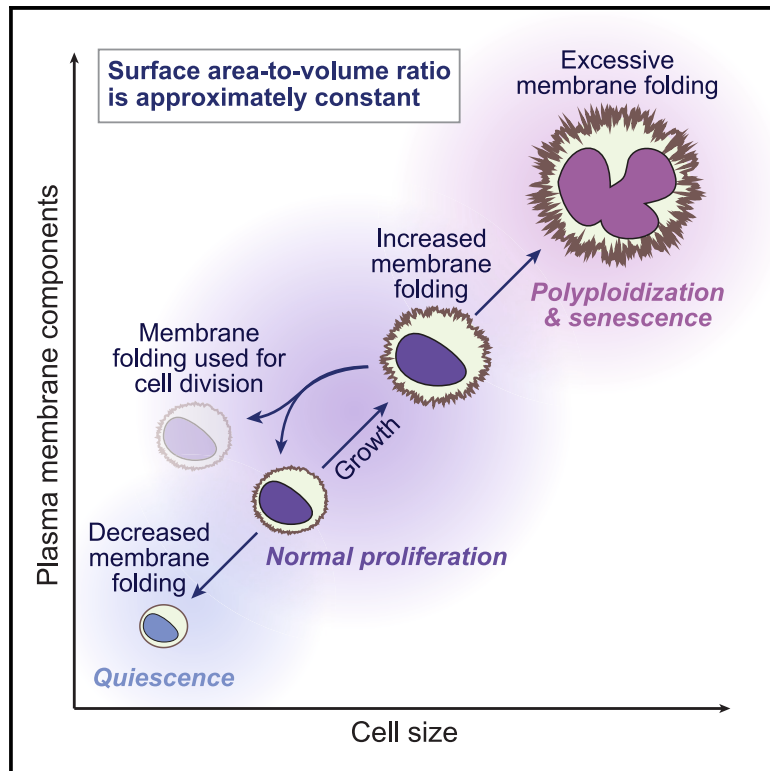 Surface area-to-volume ratio
is approximately constant
Excessive
membrane folding
Increased
membrane
folding
Polyploidization
& senescence
Membrane
folding used for
cell division
Growth
Decreased
membrane
folding
Normal proliferation
Quiescence
Plasma membrane components
Cell size